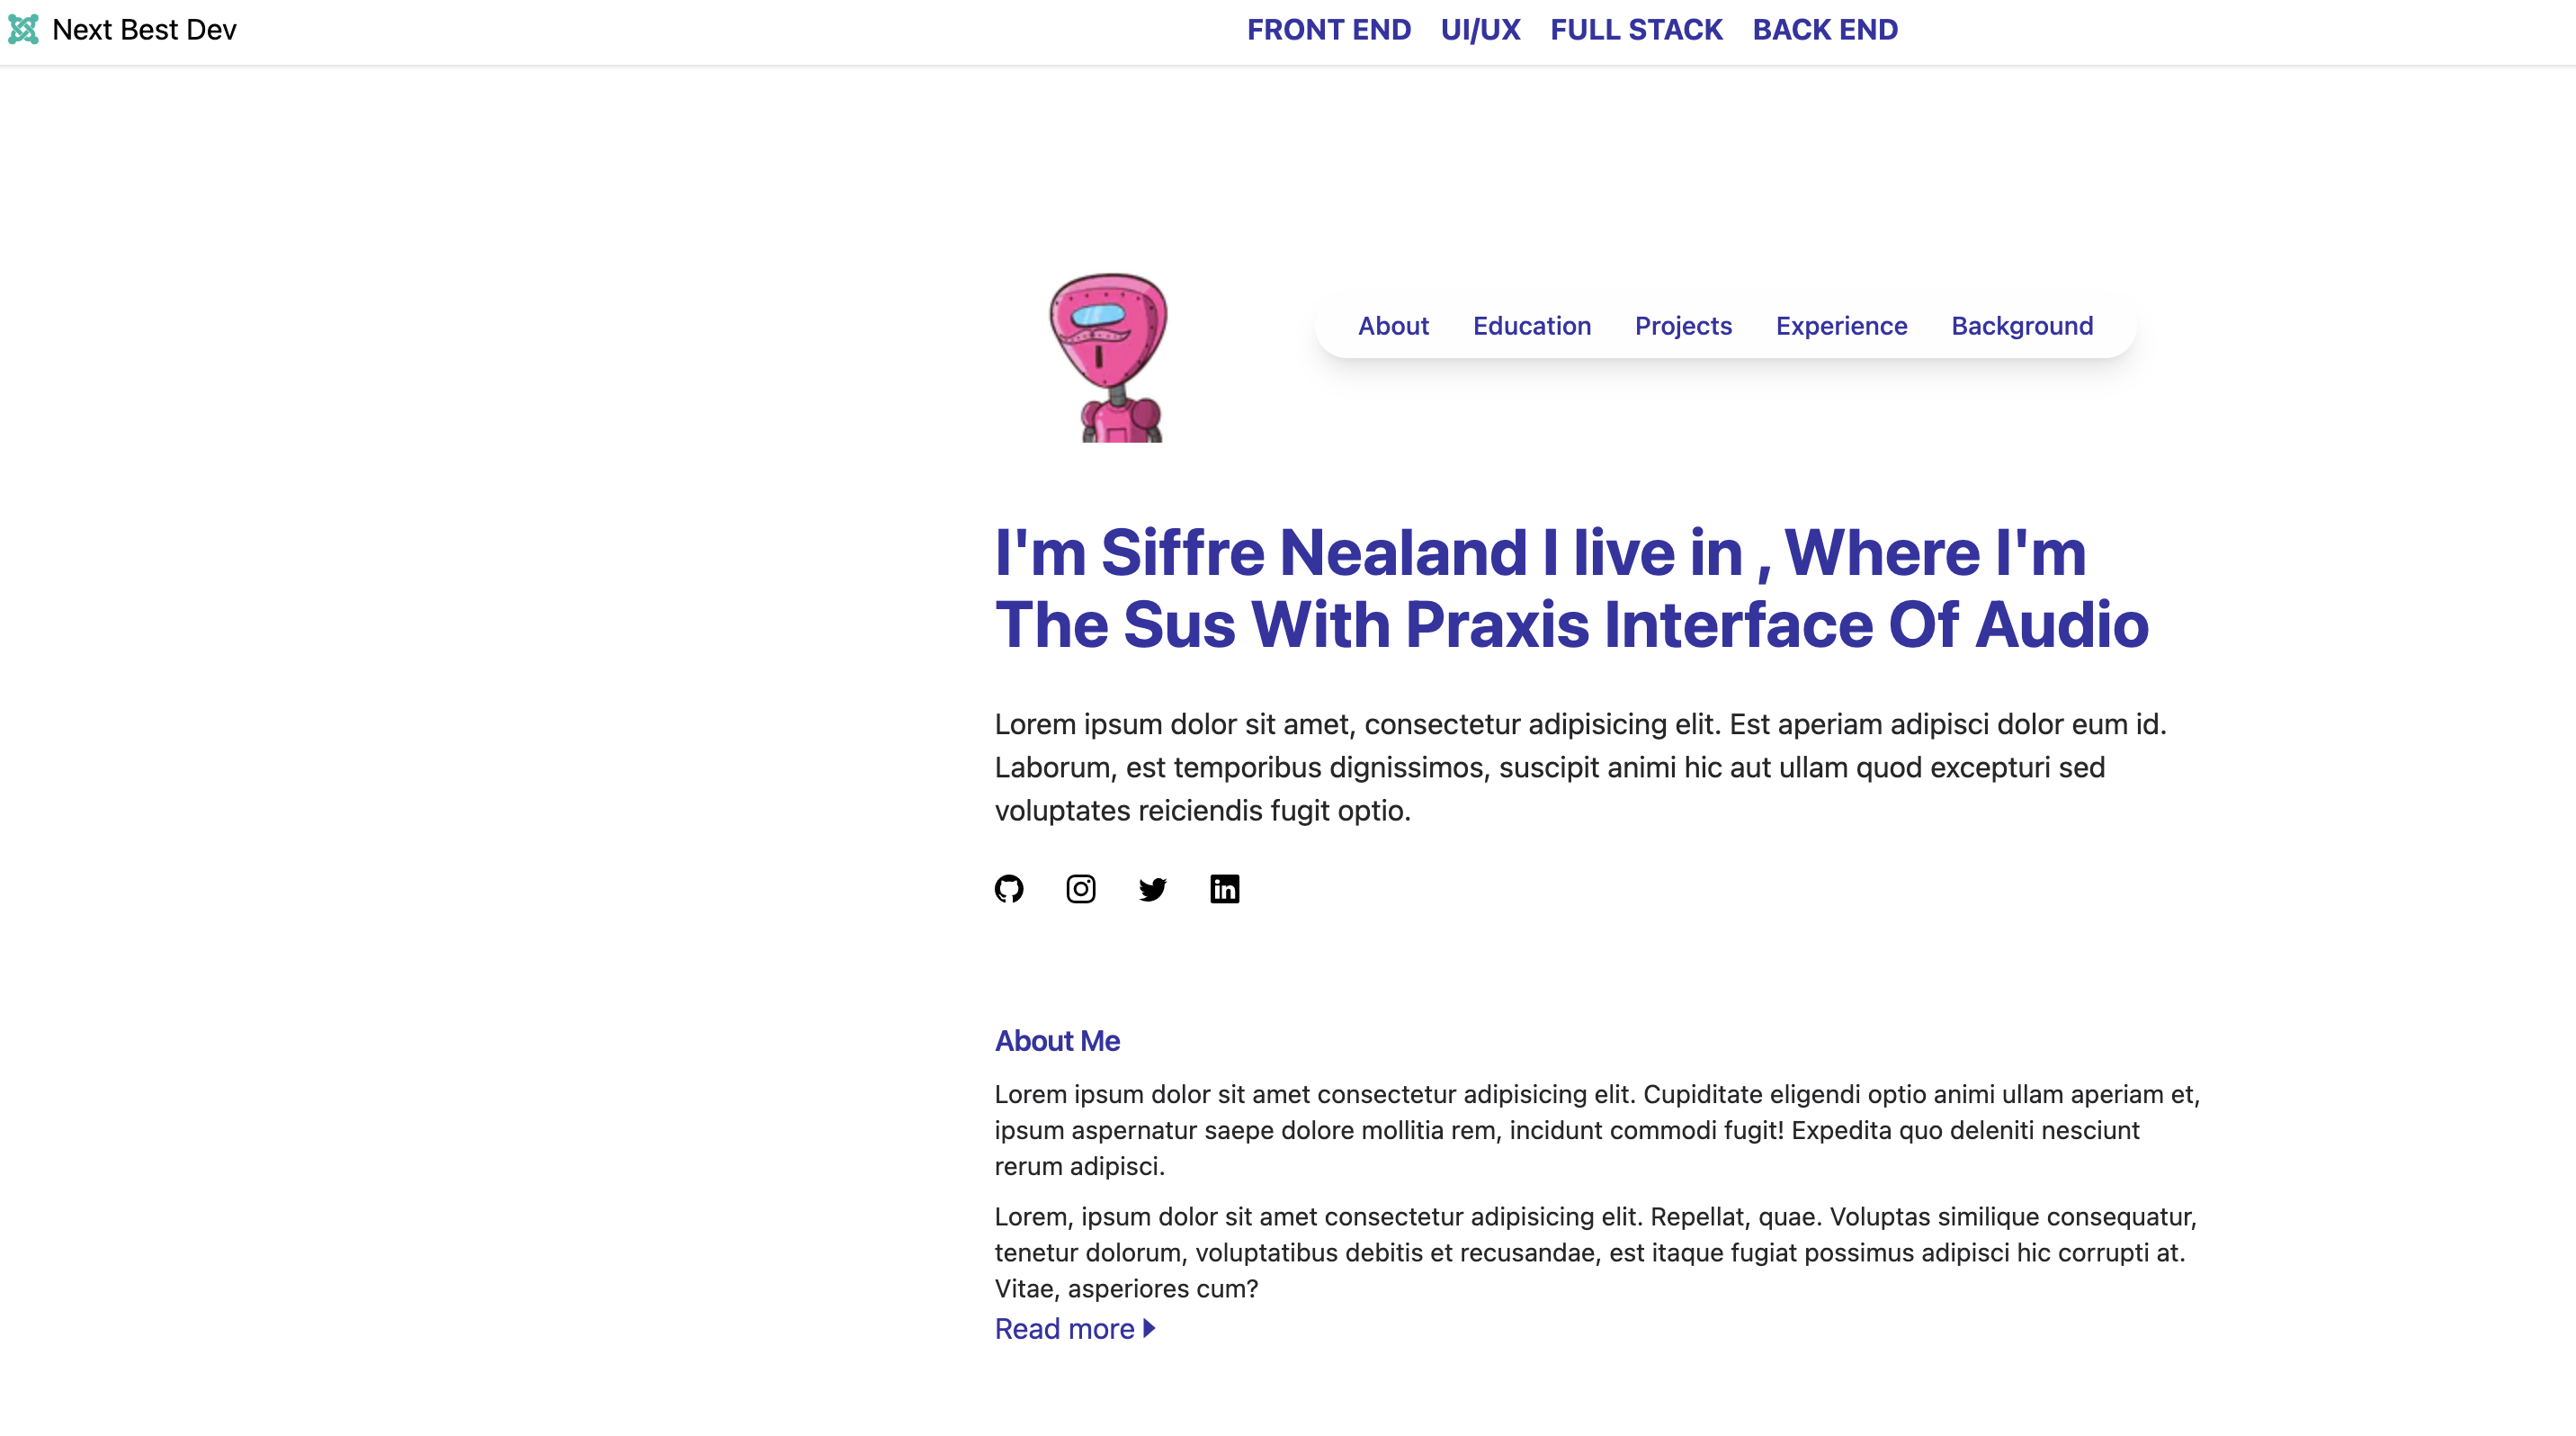 Next Best Dev
FRONT END UI/UX FULL STACK BACK END
About Education Projects Experience Background
I'm Siffre Nealand I live in , Where I'm
The Sus With Praxis Interface Of Audio
Lorem ipsum dolor sit amet, consectetur adipisicing elit. Est aperiam adipisci dolor eum id.
Laborum, est temporibus dignissimos, suscipit animi hic aut ullam quod excepturi sed
voluptates reiciendis fugit optio.
in
About Me
Lorem ipsum dolor sit amet consectetur adipisicing elit. Cupiditate eligendi optio animi ullam aperiam et,
ipsum aspernatur saepe dolore mollitia rem, incidunt commodi fugit! Expedita quo deleniti nesciunt
rerum adipisci.
Lorem, ipsum dolor sit amet consectetur adipisicing elit. Repellat, quae. Voluptas similique consequatur,
tenetur dolorum, voluptatibus debitis et recusandae, est itaque fugiat possimus adipisci hic corrupti at.
Vitae, asperiores cum?
Read more